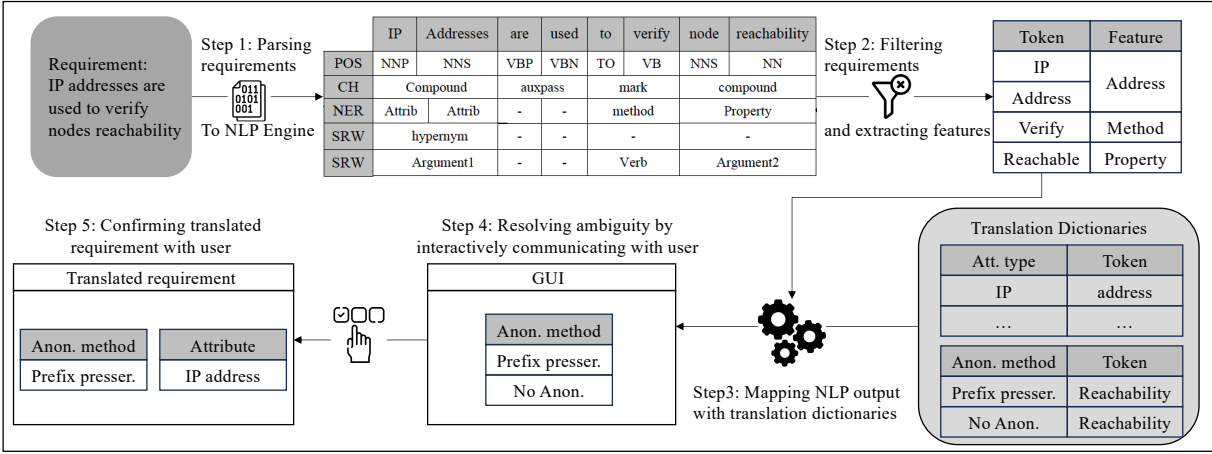 Requirement:
IP addresses are
used to verify
nodes reachability
Step 1: Parsing
requirements
011
0101
001
To NLP Engine
IP Addresses are used to verify node reachability
POS NNP NNS VBP VBN TO VB NNS NN
CH Compound auxpass mark compound
NER Attrib Attrib - - method Property
SRW hypernym - - - -
SRW Argument1 - - Verb Argument2
Step 2: Filtering
requirements
and extracting features
Token Feature
IP
Address
Address
Verify Method
Reachable Property
Translation Dictionaries
Att. type Token
IP address
... ...
Anon. method Token
Prefix presser. Reachability
No Anon. Reachability
Step3: Mapping NLP output
with translation dictionaries
Step 4: Resolving ambiguity by
interactively communicating with user
GUI
Anon. method
Prefix presser.
No Anon.
Step 5: Confirming translated
requirement with user
Translated requirement
Anon. method Attribute
Prefix presser. IP address